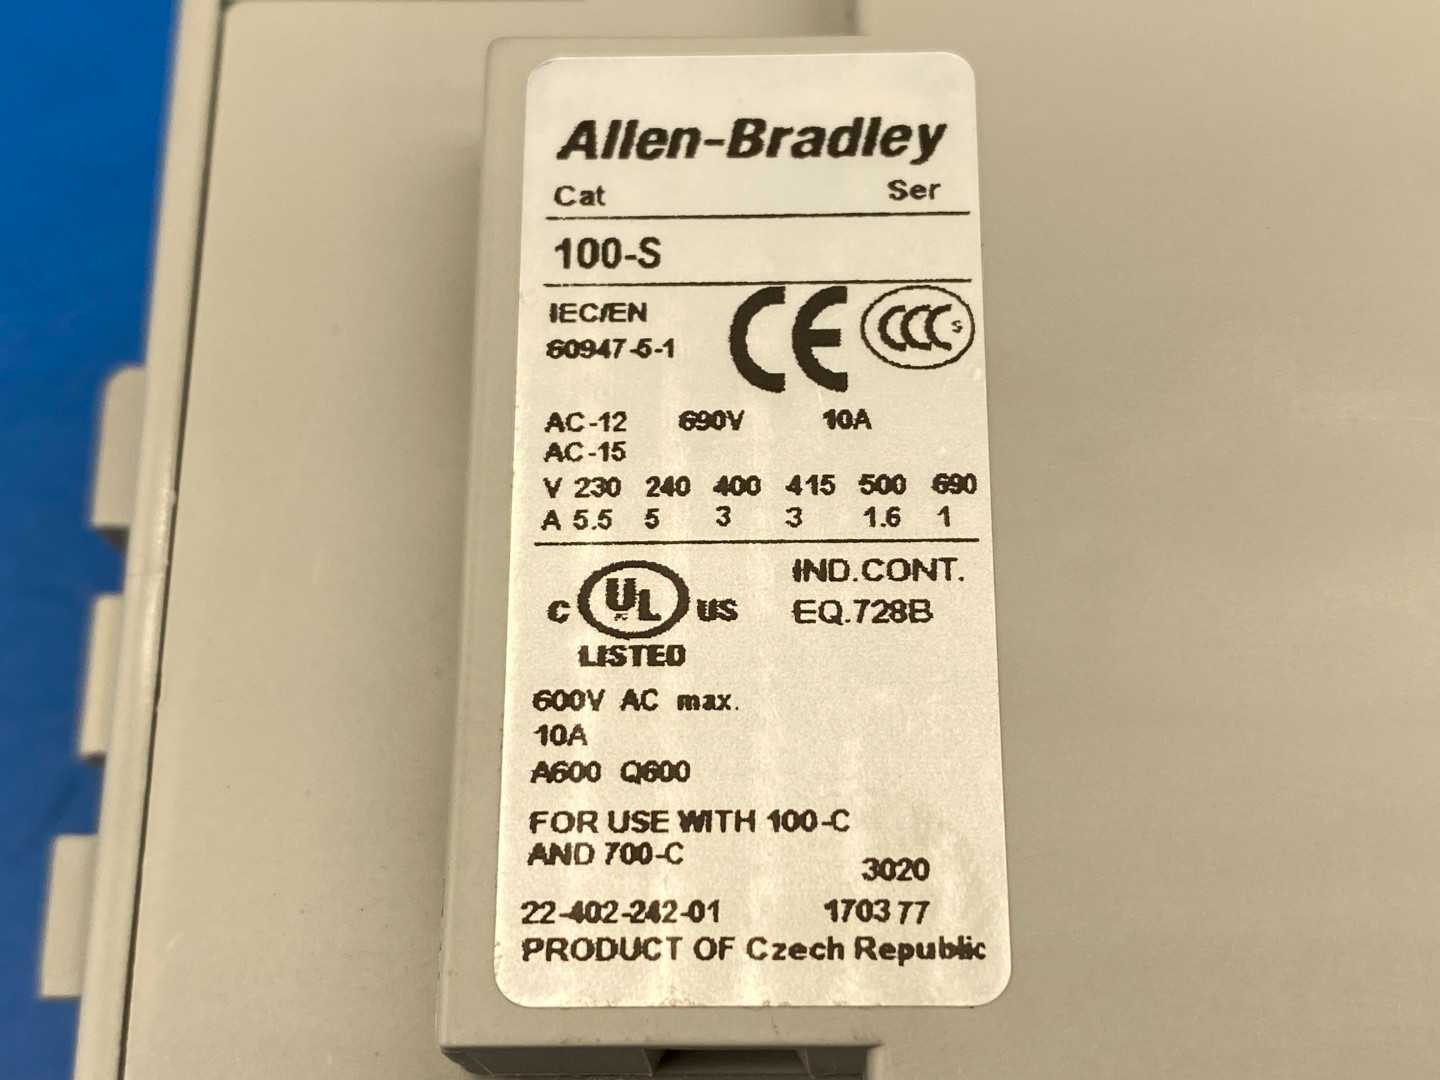 Allen-Bradley
Cat Ser
100-S
IEC/EN
60947-5-1
CE CCC S
AC-12 690V 10A
AC-15
V 230 240 400 415 500 690
A 5.5 5 3 3 1.6 1
C UL US
LISTED
IND.CONT.
EQ.728B
600V AC max.
10A
A600 Q600
FOR USE WITH 100-C
AND 700-C
3020
22-402-242-01 170377
PRODUCT OF Czech Republic